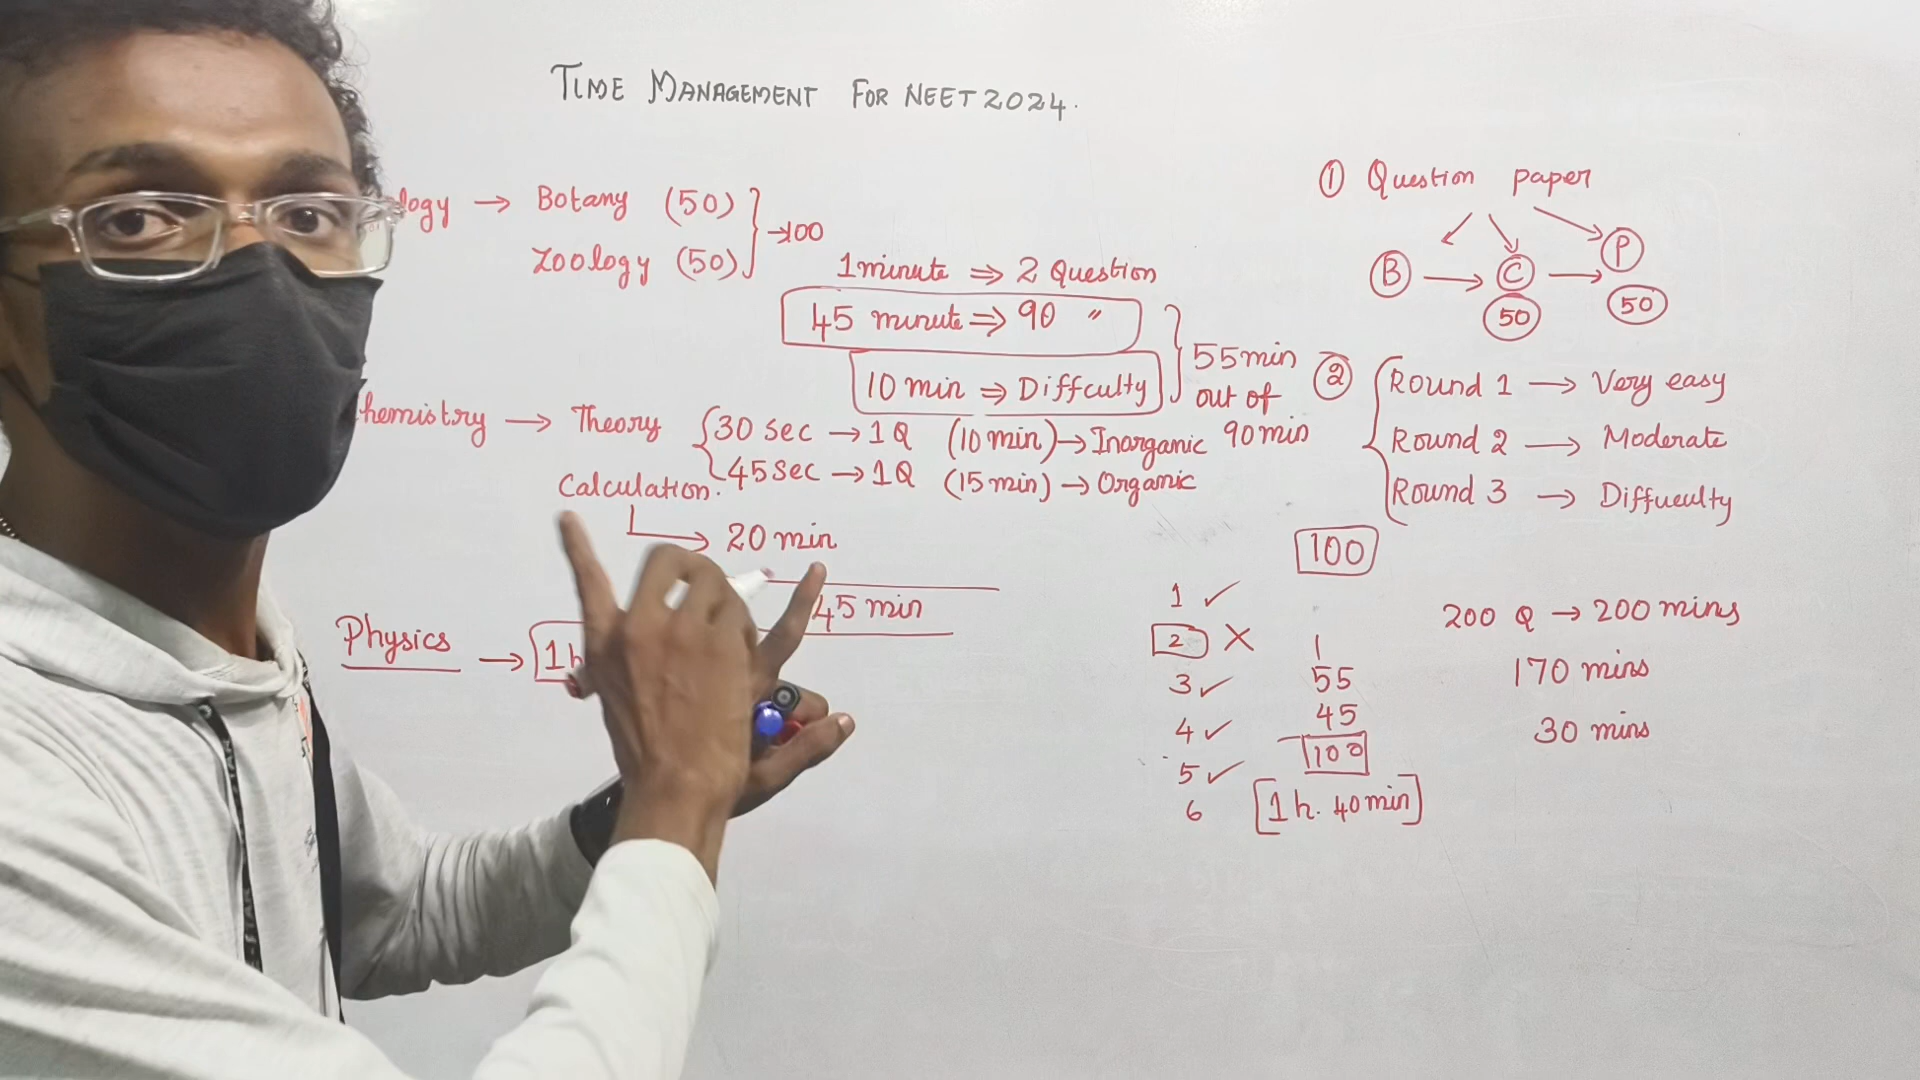 TIME MANAGEMENT FOR NEET 2024.
logy → Botany (50)
Zoology (50)
→ 100
1 minute ⇒ 2 Question
45 minute ⇒ 90 "
10 min ⇒ Diffculty
55 min
out of
90 min
hemistry → Theory
30 sec → 1Q (10 min) → Inorganic
45 Sec → 1Q (15 min) → Organic
Calculation.
→ 20 min
45 min
Physics → 1h
① Question paper
B → C → P
50 50
② Round 1 → Very easy
Round 2 → Moderate
Round 3 →
100
1 ✓
2 ✗
3 ✓
4 ✓
5 ✓
6
1
55
45
100
[1 h. 40 min]
200 Q → 200 mins
170 mins
30 mins